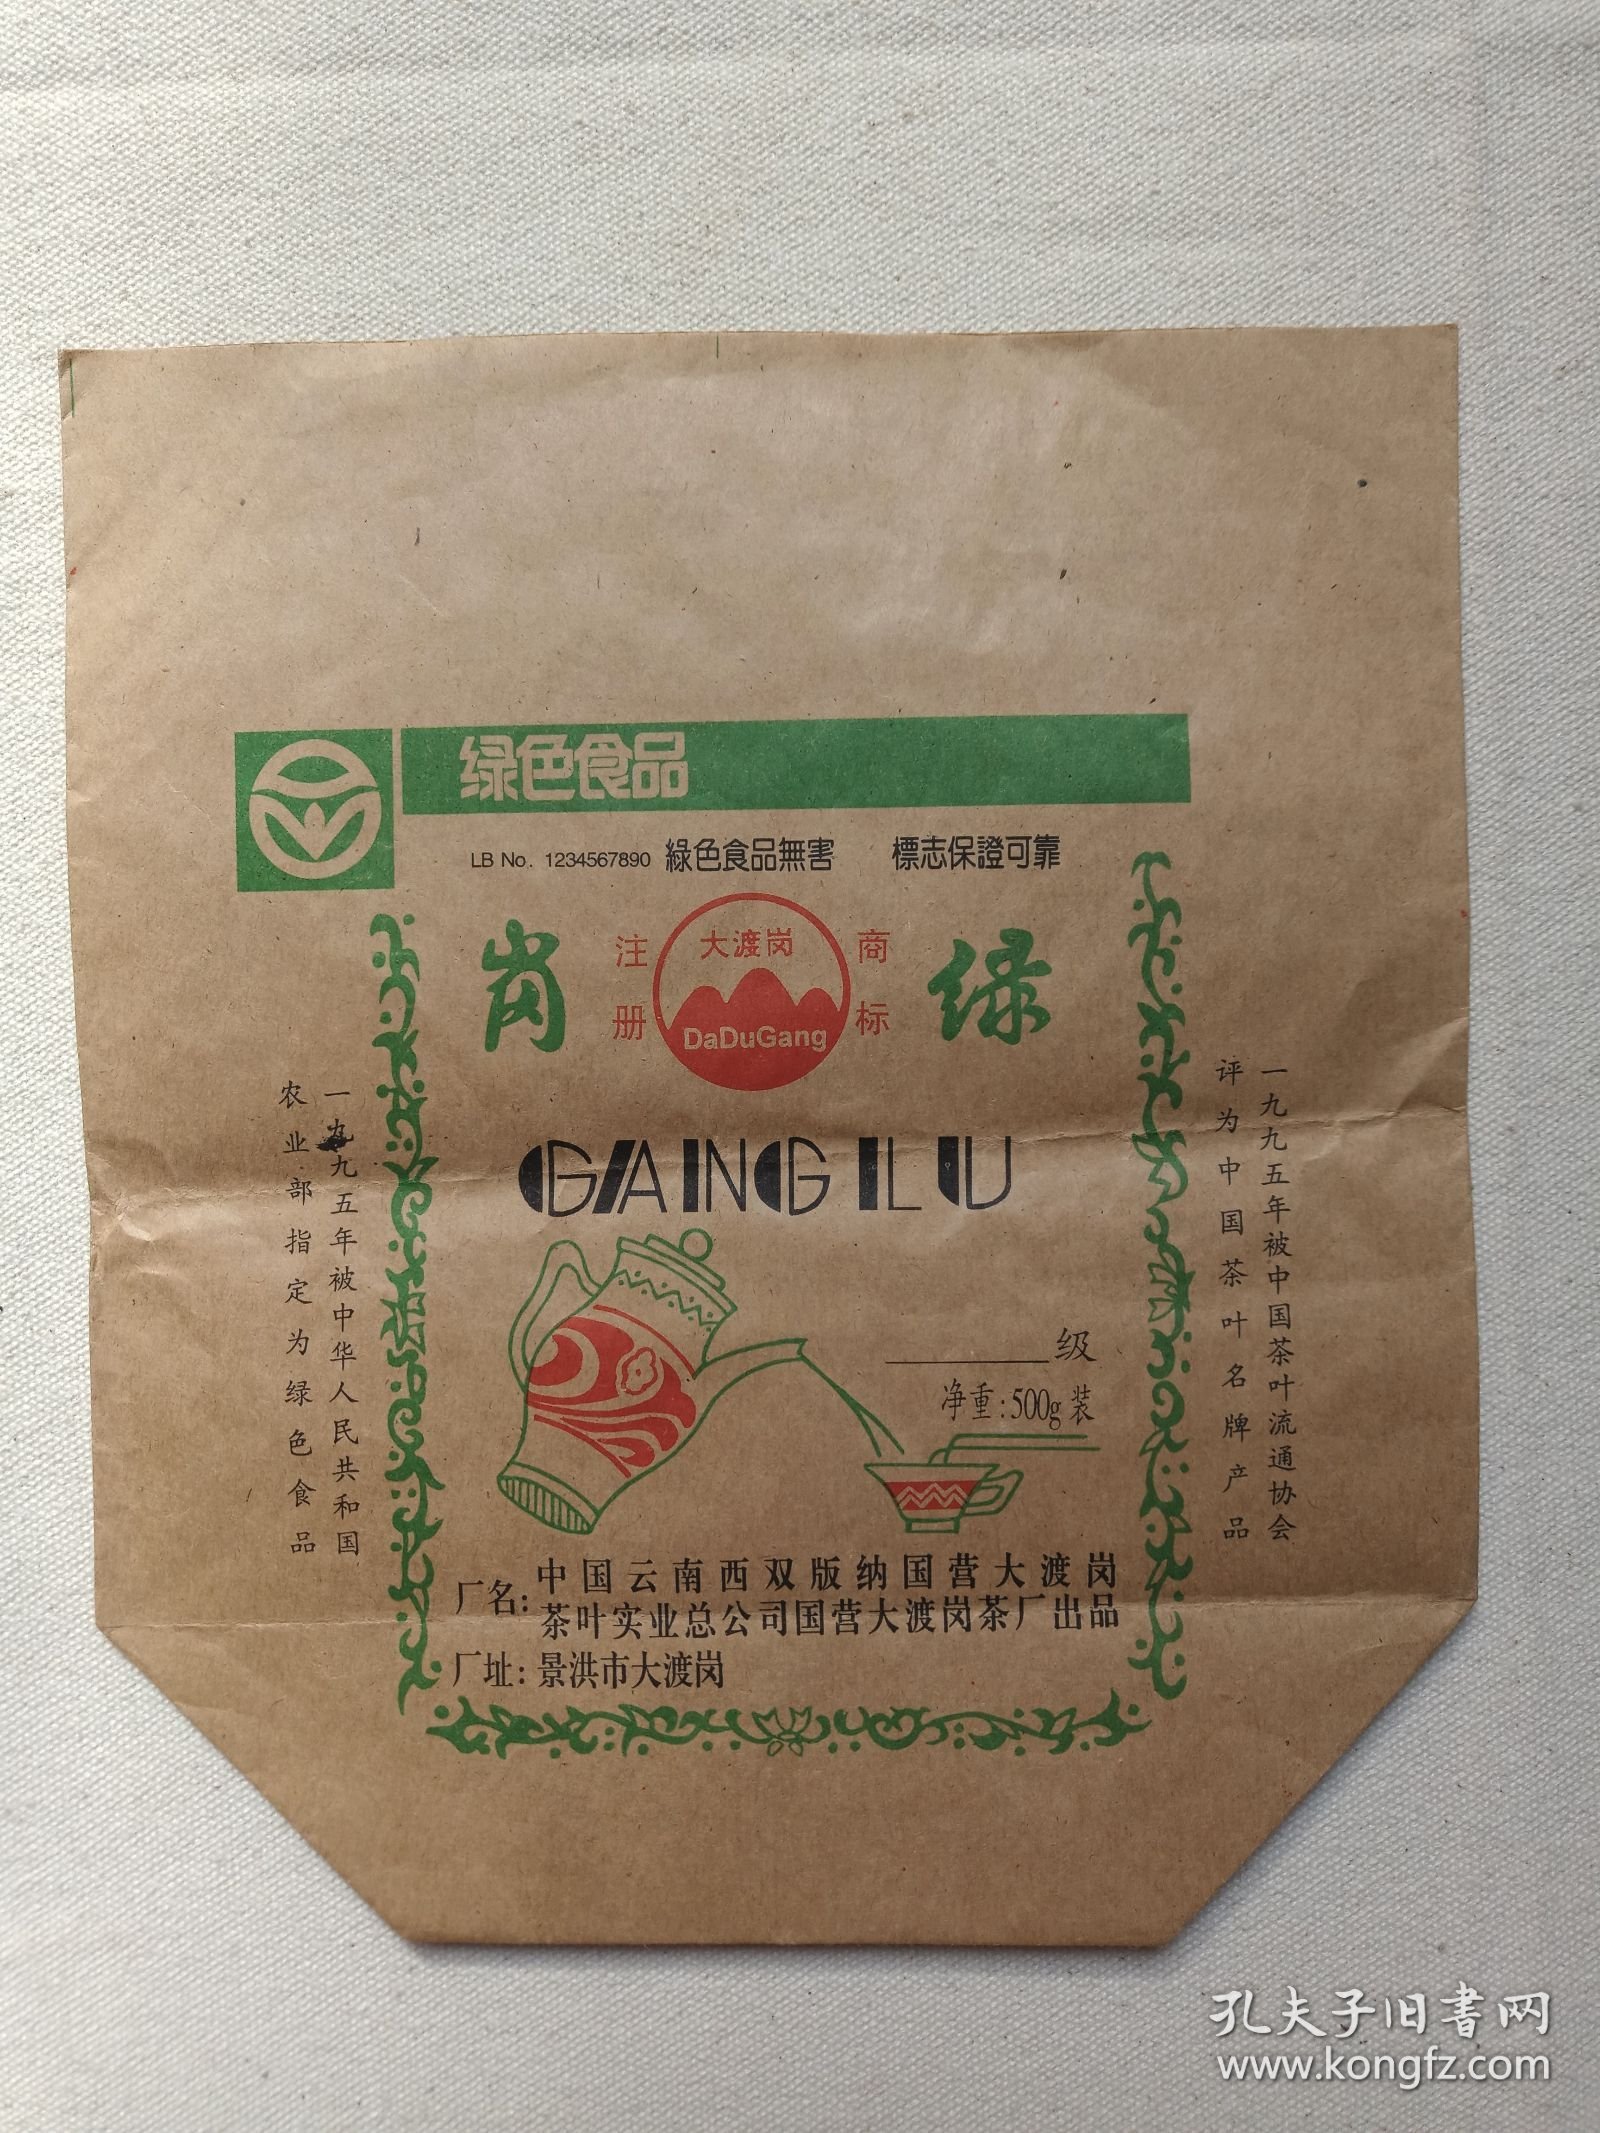 绿色食品
LB No. 1234567890 綠色食品無害 標志保證可靠
岗 绿
注册 商标
大渡岗
DaDuGang
GANG LU
一九九五年被中华人民共和国
农业部指定为绿色食品
一九九五年被中国茶叶流通协会
评为中国茶叶名牌产品
级
净重:500g装
厂名:中国云南西双版纳国营大渡岗
茶叶实业总公司国营大渡岗茶厂出品
厂址:景洪市大渡岗
孔夫子旧书网
www.kongfz.com